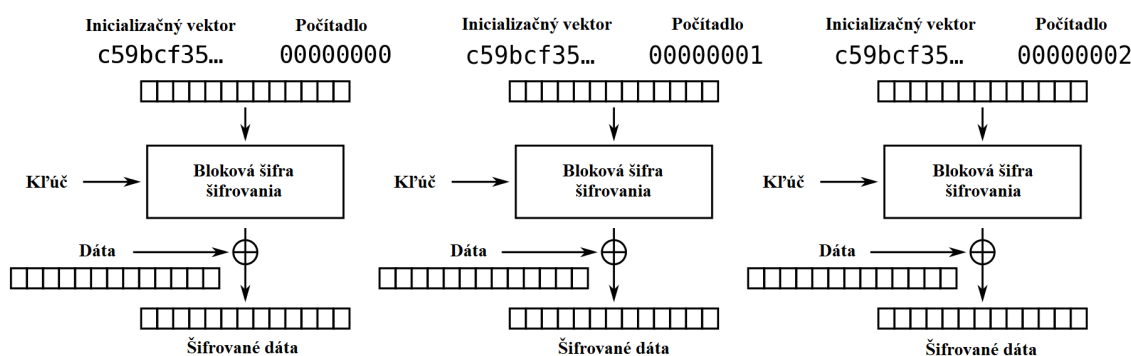 Inicializačný vektor Počítadlo Inicializačný vektor Počítadlo Inicializačný vektor Počítadlo
c59bcf35… 00000000 c59bcf35… 00000001 c59bcf35… 00000002
Bloková šifra Bloková šifra Bloková šifra
Kľúč šifrovania Kľúč šifrovania Kľúč šifrovania
Dáta Dáta Dáta
Šifrované dáta Šifrované dáta Šifrované dáta